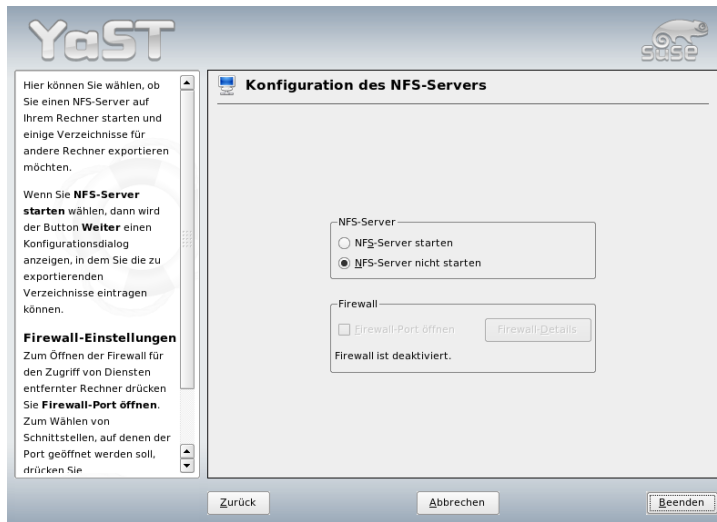 YaST
SUSE
Hier können Sie wählen, ob
Sie einen NFS-Server auf
Ihrem Rechner starten und
einige Verzeichnisse für
andere Rechner exportieren
möchten.
Wenn Sie NFS-Server
starten wählen, dann wird
der Button Weiter einen
Konfigurationsdialog
anzeigen, in dem Sie die zu
exportierenden
Verzeichnisse eintragen
können.
Firewall-Einstellungen
Zum Öffnen der Firewall für
den Zugriff von Diensten
entfernter Rechner drücken
Sie Firewall-Port öffnen.
Zum Wählen von
Schnittstellen, auf denen der
Port geöffnet werden soll,
drücken Sie
Konfiguration des NFS-Servers
NFS-Server
NFS-Server starten
NFS-Server nicht starten
Firewall
Firewall-Port öffnen
Firewall-Details
Firewall ist deaktiviert.
Zurück
Abbrechen
Beenden